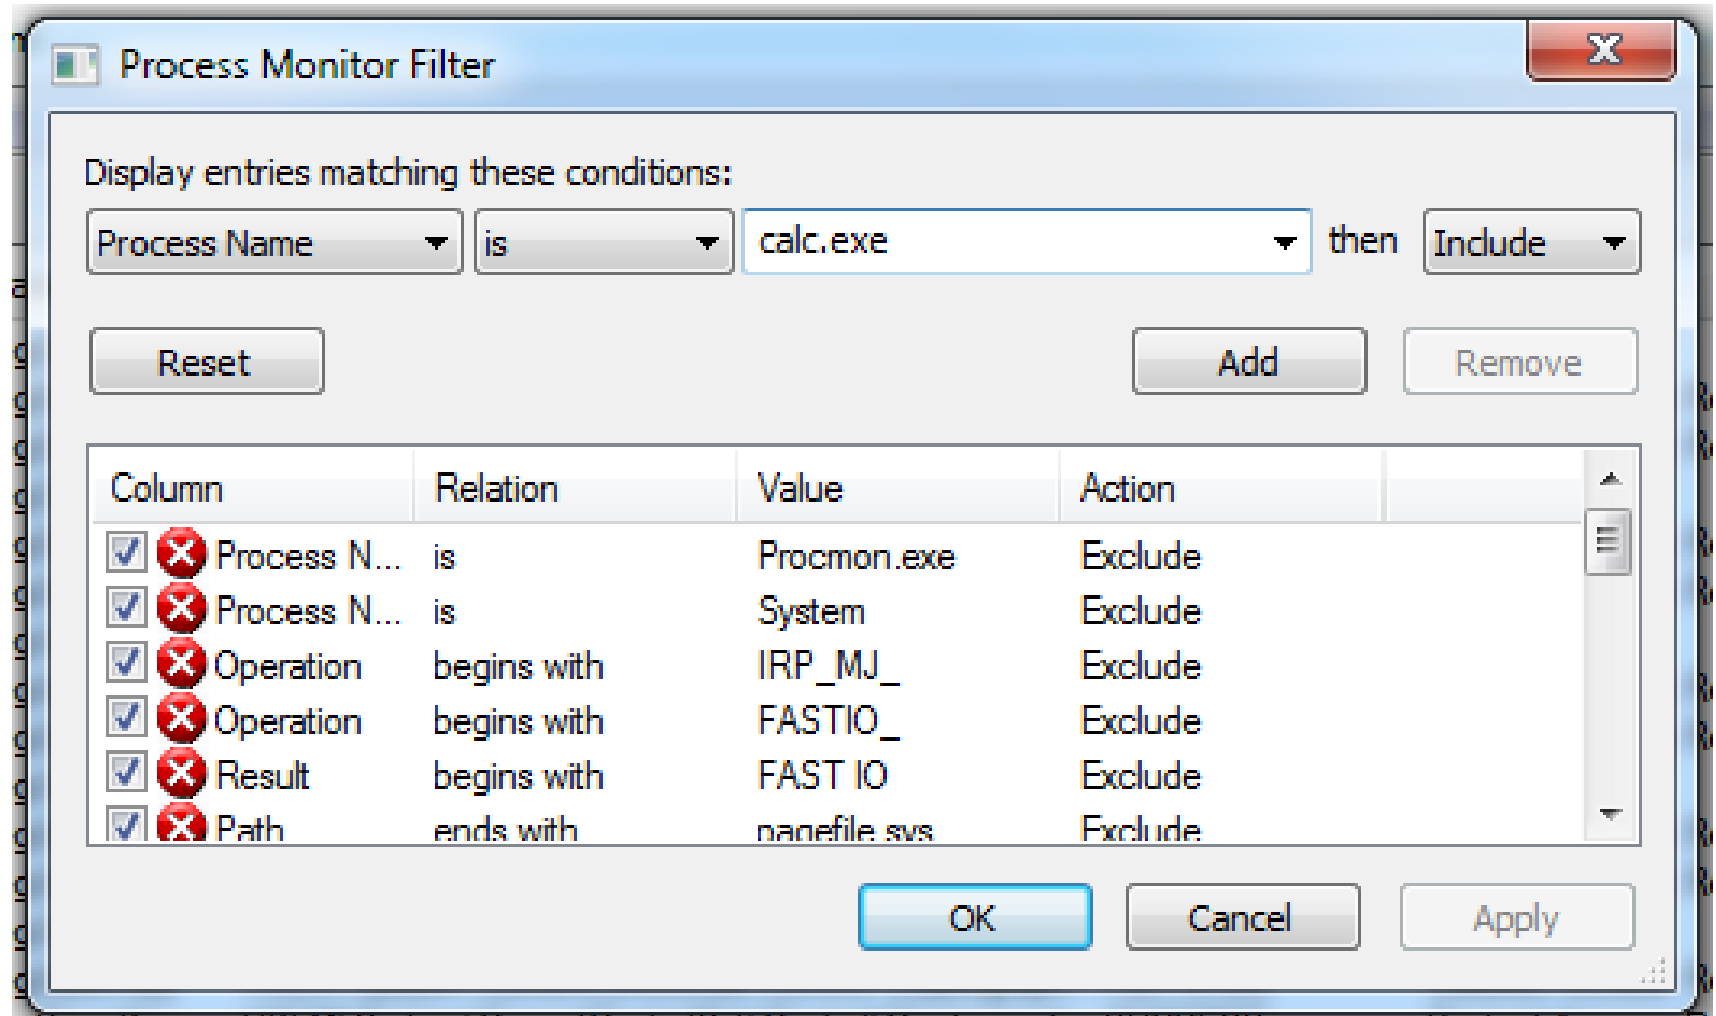 Process Monitor Filter
Display entries matching these conditions:
Process Name is calc.exe then Include
Reset Add Remove
Column Relation Value Action
Process N... is Procmon.exe Exclude
Process N... is System Exclude
Operation begins with IRP_MJ_ Exclude
Operation begins with FASTIO_ Exclude
Result begins with FAST IO Exclude
Path ends with pagefile.sys Exclude
OK Cancel Apply